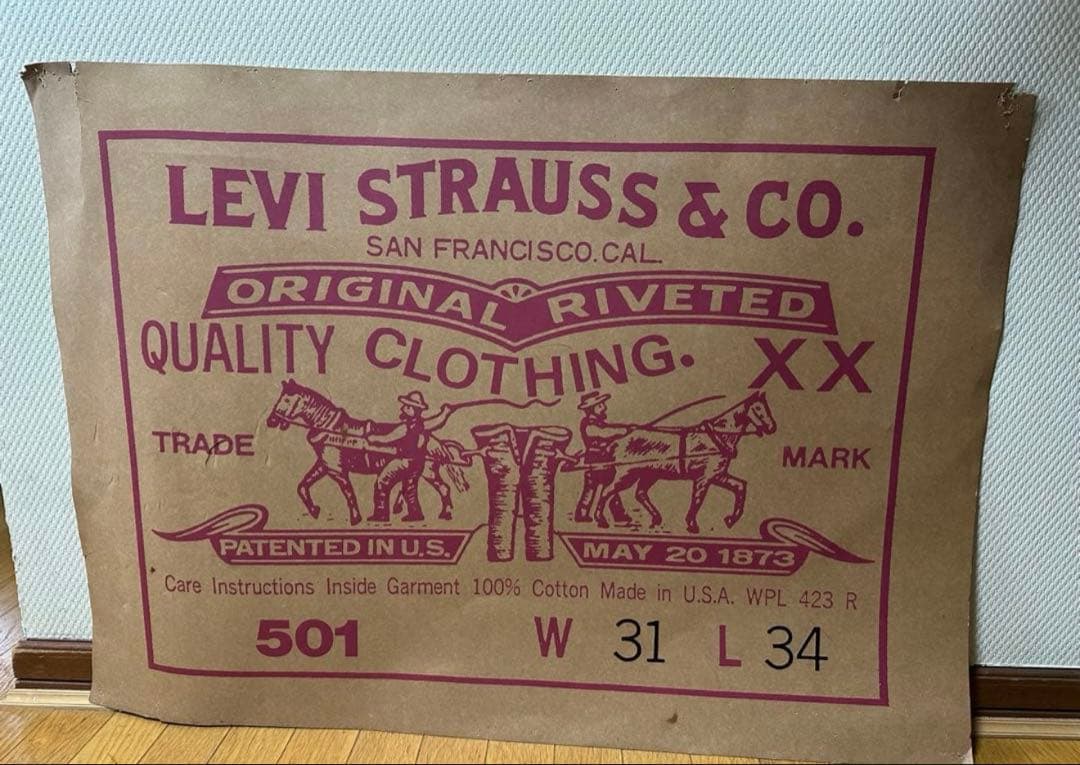 LEVI STRAUSS & CO.
SAN FRANCISCO.CAL.
ORIGINAL RIVETED
QUALITY CLOTHING. XX
TRADE MARK
PATENTED IN U.S. MAY 20 1873
Care Instructions Inside Garment 100% Cotton Made in U.S.A. WPL 423 R
501 W 31 L 34